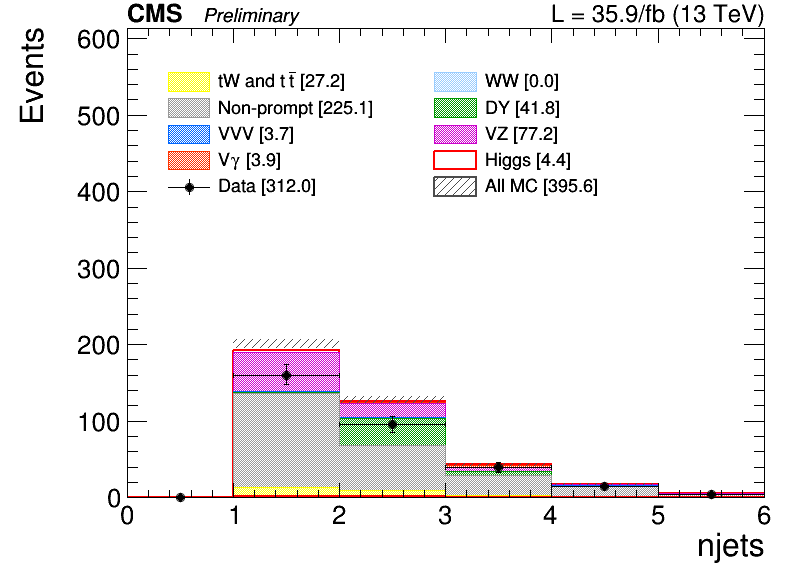 CMS Preliminary L = 35.9/fb (13 TeV)
Events
600
500
400
300
200
100
0
tW and t t̄ [27.2]
Non-prompt [225.1]
VVV [3.7]
Vγ [3.9]
Data [312.0]
WW [0.0]
DY [41.8]
VZ [77.2]
Higgs [4.4]
All MC [395.6]
0 1 2 3 4 5 6
njets